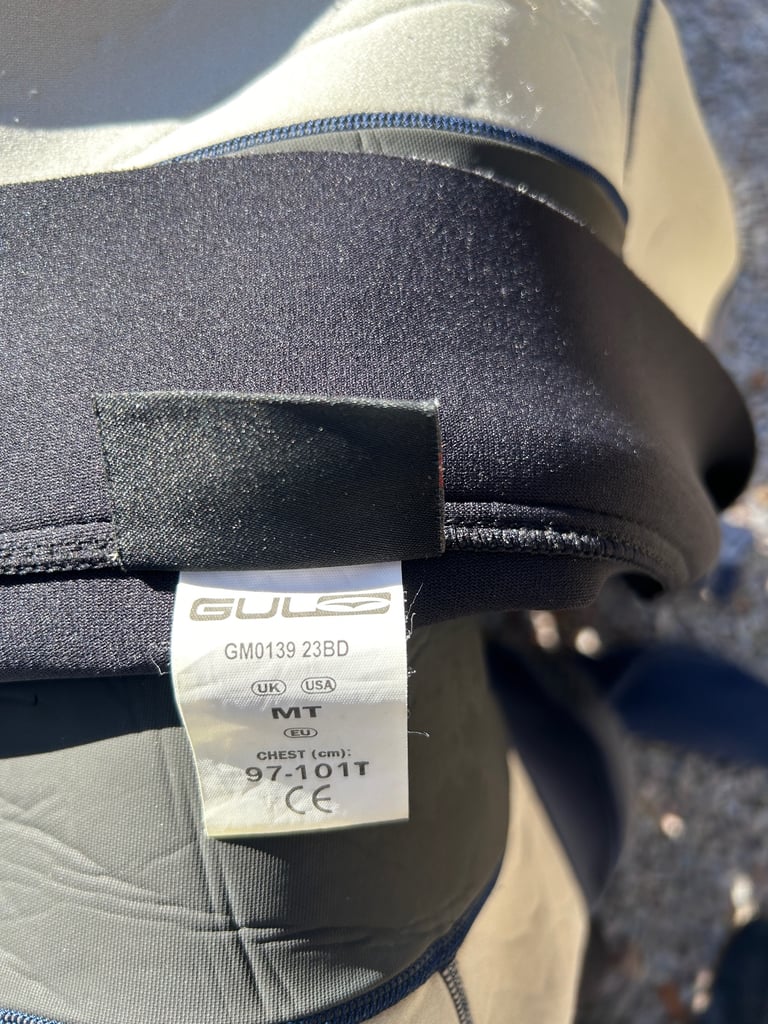 GUL
GM0139 23BD
UK USA
MT
EU
CHEST (cm):
97-101T
CE